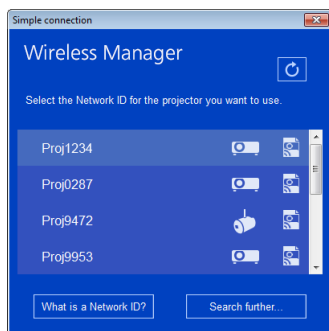 Simple connection
Wireless Manager
Select the Network ID for the projector you want to use.
Proj1234
Proj0287
Proj9472
Proj9953
What is a Network ID?
Search further...